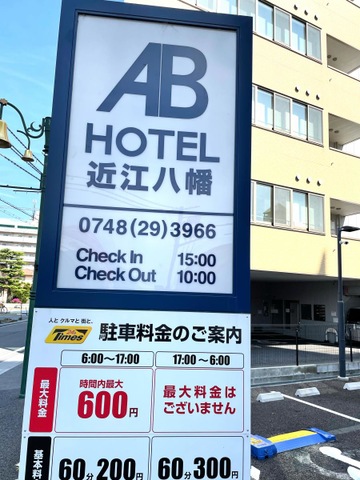 AB
HOTEL
近江八幡
0748(29)3966
Check In 15:00
Check Out 10:00
人と クルマと 街と、
Times 駐車料金のご案内
6:00〜17:00 17:00〜6:00
最大料金 時間内最大 600円 最大料金は ございません
基本料 60分200円 60分300円